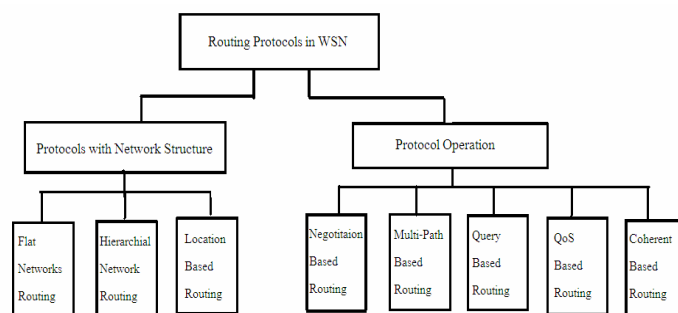 Routing Protocols in WSN
Protocols with Network Structure
Protocol Operation
Flat
Networks
Routing
Hierarchial
Network
Routing
Location
Based
Routing
Negotitaion
Based
Routing
Multi-Path
Based
Routing
Query
Based
Routing
QoS
Based
Routing
Coherent
Based
Routing